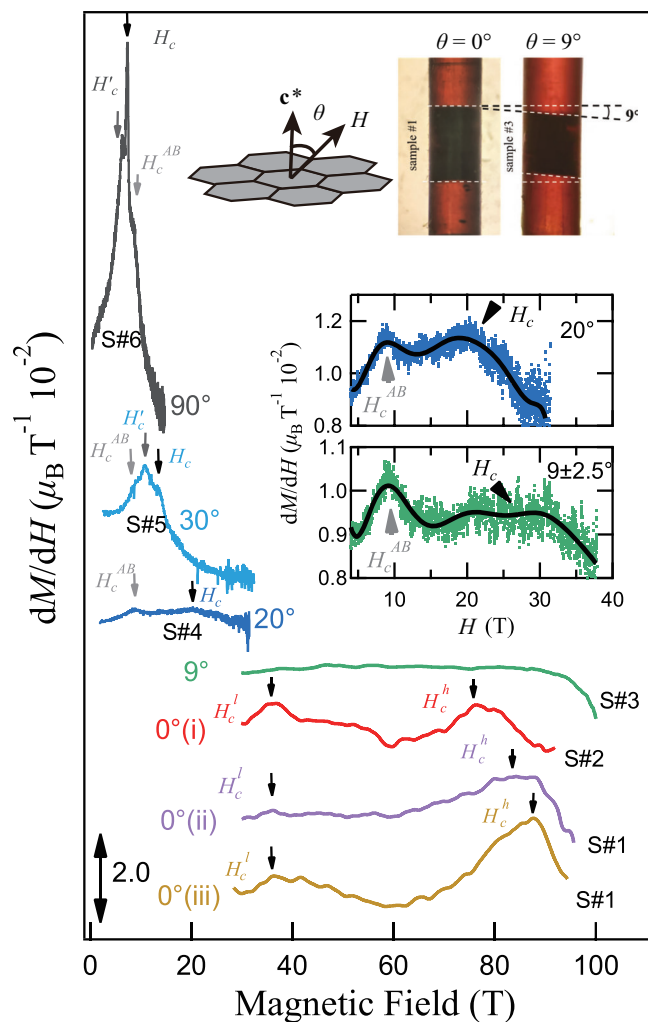 H_c
H'_c
H_c^{AB}
S#6
90°
c*
θ
H
θ = 0°
θ = 9°
sample #1
sample #3
9°
dM/dH (μ_B T^{-1} 10^{-2})
1.2
1.0
0.8
H_c
20°
H_c^{AB}
1.1
1.0
0.9
0.8
H_c
9±2.5°
H_c^{AB}
10
20
30
40
H (T)
dM/dH (μ_B T^{-1} 10^{-2})
H_c^{AB}
H'_c
H_c
S#5
30°
H_c^{AB}
H_c
S#4
20°
9°
S#3
H_c^l
H_c^h
0°(i)
S#2
H_c^l
H_c^h
0°(ii)
S#1
H_c^l
H_c^h
0°(iii)
S#1
2.0
0
20
40
60
80
100
Magnetic Field (T)